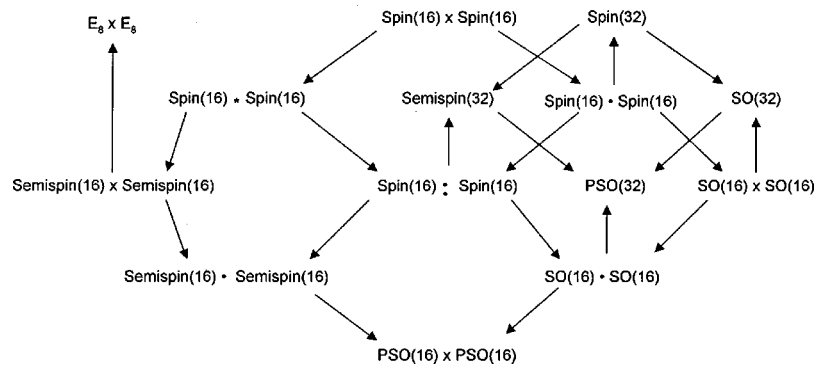 Spin(16) x Spin(16)
Spin(32)
E8 x E8
Spin(16) * Spin(16)
Semispin(32)
Spin(16) · Spin(16)
SO(32)
Semispin(16) x Semispin(16)
Spin(16) : Spin(16)
PSO(32)
SO(16) x SO(16)
Semispin(16) · Semispin(16)
SO(16) · SO(16)
PSO(16) x PSO(16)